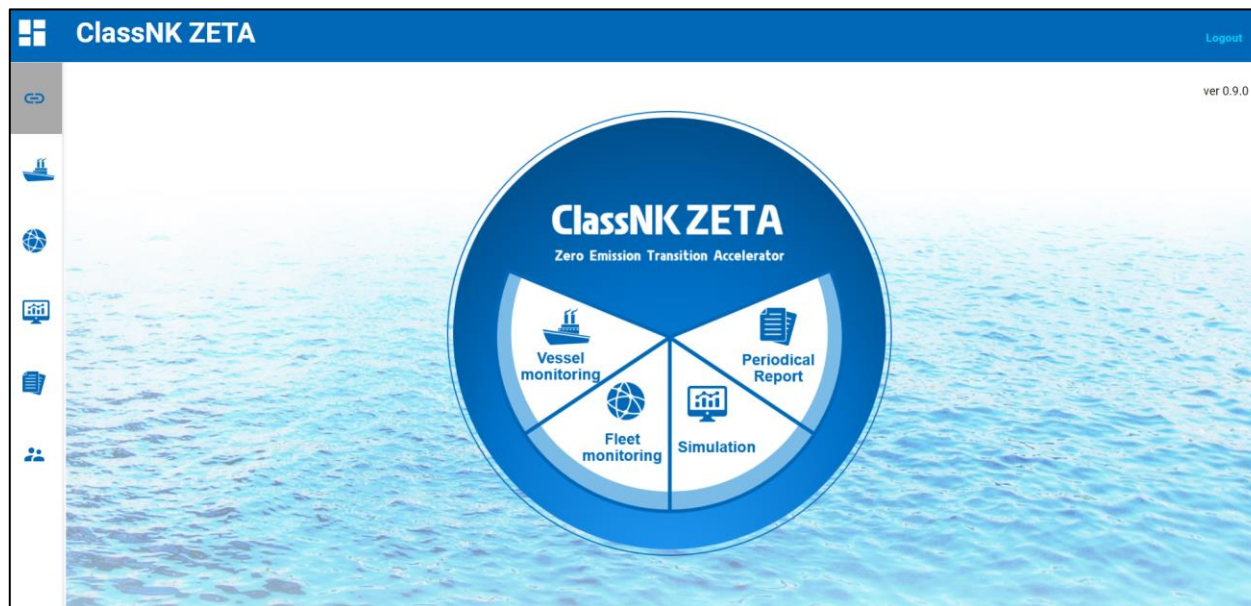 ClassNK ZETA
Logout
ver 0.9.0
ClassNK ZETA
Zero Emission Transition Accelerator
Vessel
monitoring
Fleet
monitoring
Simulation
Periodical
Report